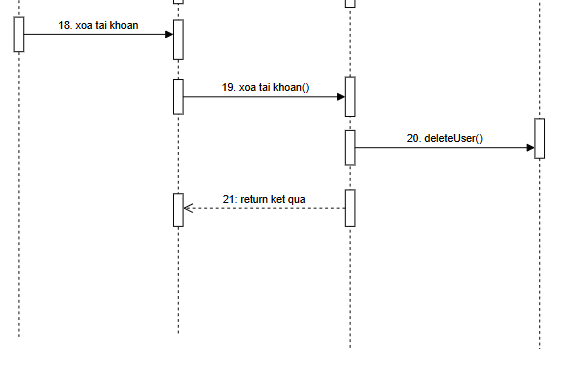 18. xoa tai khoan
19. xoa tai khoan()
20. deleteUser()
21: return ket qua